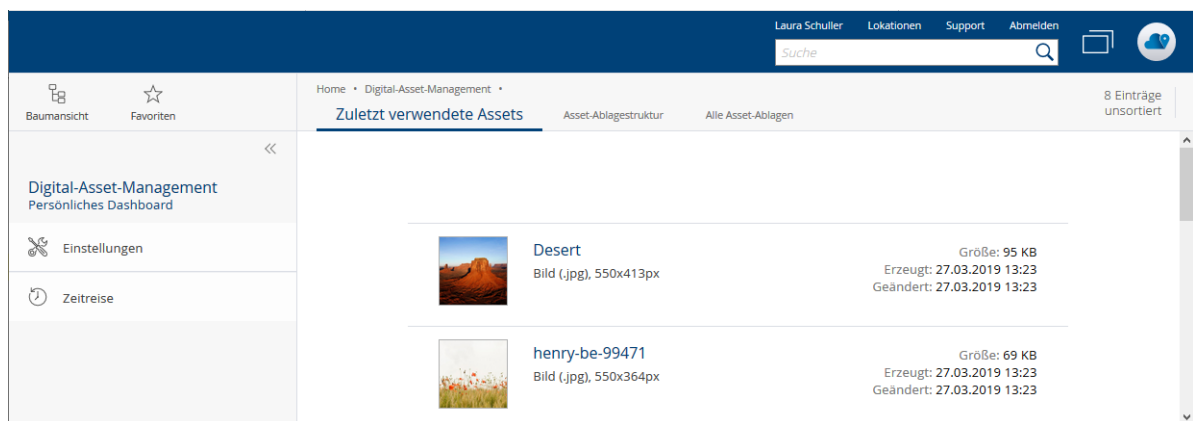 Laura Schuller Lokationen Support Abmelden
Suche
Baumansicht Favoriten
Home • Digital-Asset-Management •
Zuletzt verwendete Assets Asset-Ablagestruktur Alle Asset-Ablagen
8 Einträge
unsortiert
Digital-Asset-Management
Persönliches Dashboard
Einstellungen
Zeitreise
Desert
Bild (.jpg), 550x413px
Größe: 95 KB
Erzeugt: 27.03.2019 13:23
Geändert: 27.03.2019 13:23
henry-be-99471
Bild (.jpg), 550x364px
Größe: 69 KB
Erzeugt: 27.03.2019 13:23
Geändert: 27.03.2019 13:23